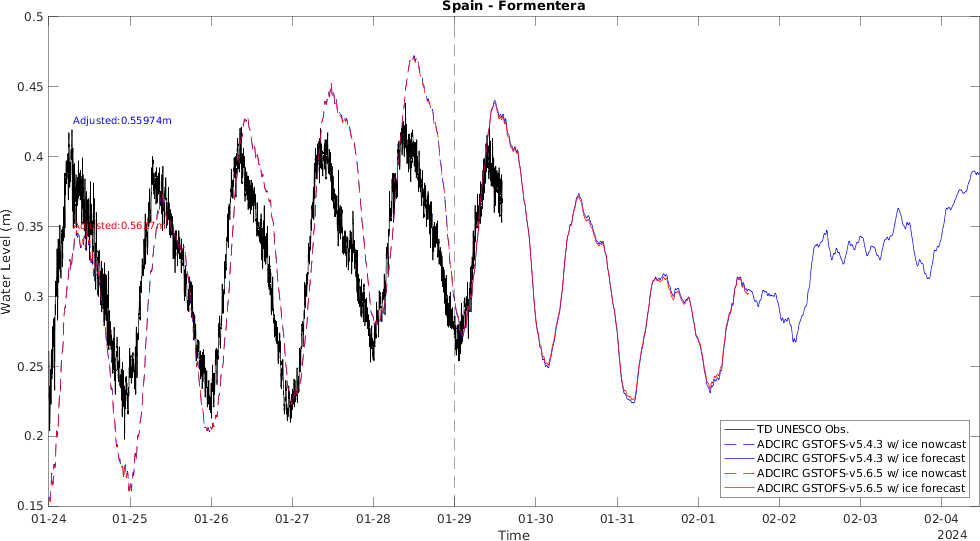 Spain - Formentera
0.5
0.45
0.4
0.35
0.3
0.25
0.2
0.15
Water Level (m)
Adjusted:0.55974m
TD UNESCO Obs.
ADCIRC GSTOFS-v5.4.3 w/ ice nowcast
ADCIRC GSTOFS-v5.4.3 w/ ice forecast
ADCIRC GSTOFS-v5.6.5 w/ ice nowcast
ADCIRC GSTOFS-v5.6.5 w/ ice forecast
01-24 01-25 01-26 01-27 01-28 01-29 01-30 01-31 02-01 02-02 02-03 02-04
Time
2024